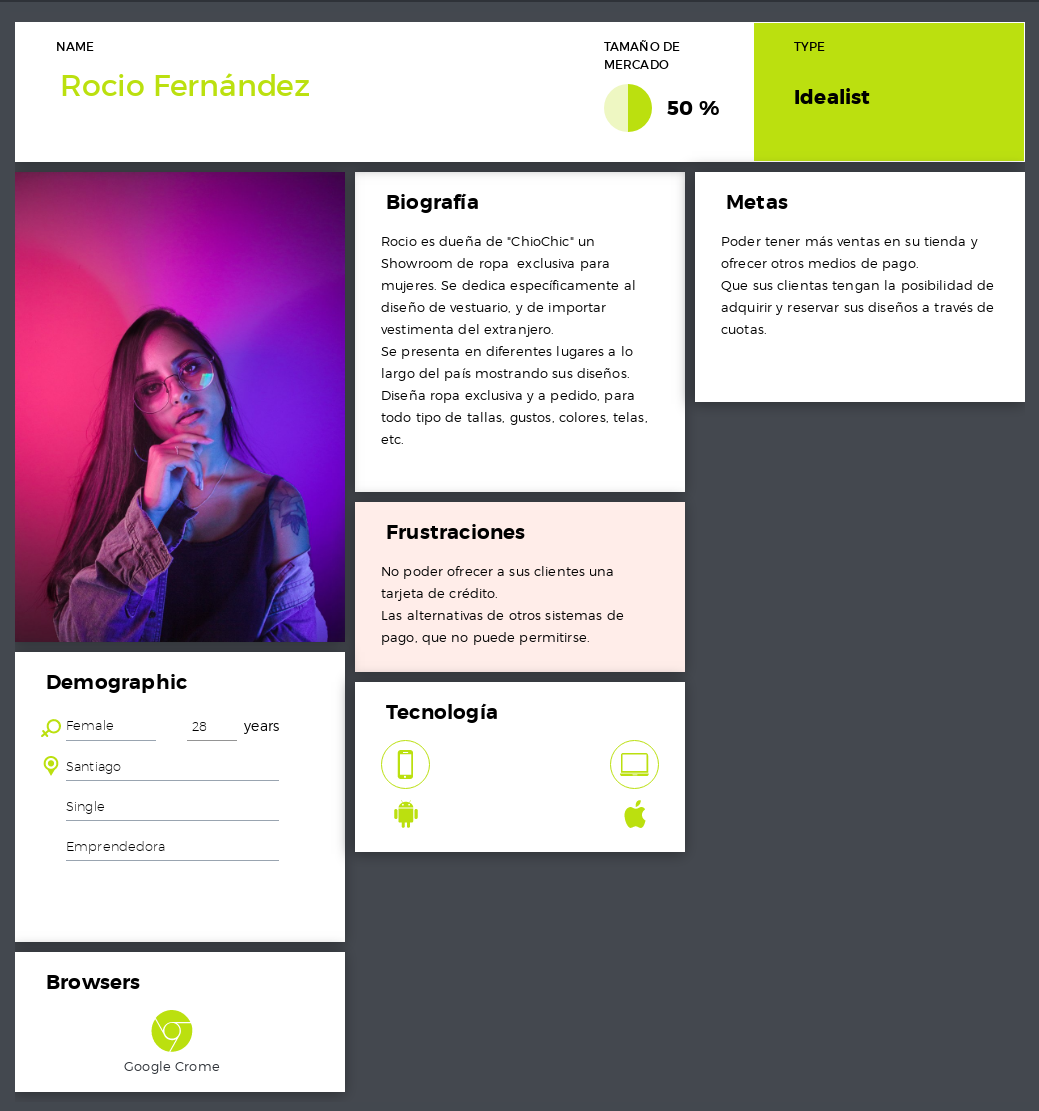 NAME
Rocio Fernández
TAMAÑO DE
MERCADO
50 %
TYPE
Idealist
Biografía
Rocio es dueña de "ChioChic" un
Showroom de ropa  exclusiva para
mujeres. Se dedica específicamente al
diseño de vestuario, y de importar
vestimenta del extranjero.
Se presenta en diferentes lugares a lo
largo del país mostrando sus diseños.
Diseña ropa exclusiva y a pedido, para
todo tipo de tallas, gustos, colores, telas,
etc.
Metas
Poder tener más ventas en su tienda y
ofrecer otros medios de pago.
Que sus clientas tengan la posibilidad de
adquirir y reservar sus diseños a través de
cuotas.
Frustraciones
No poder ofrecer a sus clientes una
tarjeta de crédito.
Las alternativas de otros sistemas de
pago, que no puede permitirse.
Demographic
Female 28 years
Santiago
Single
Emprendedora
Tecnología
Browsers
Google Crome